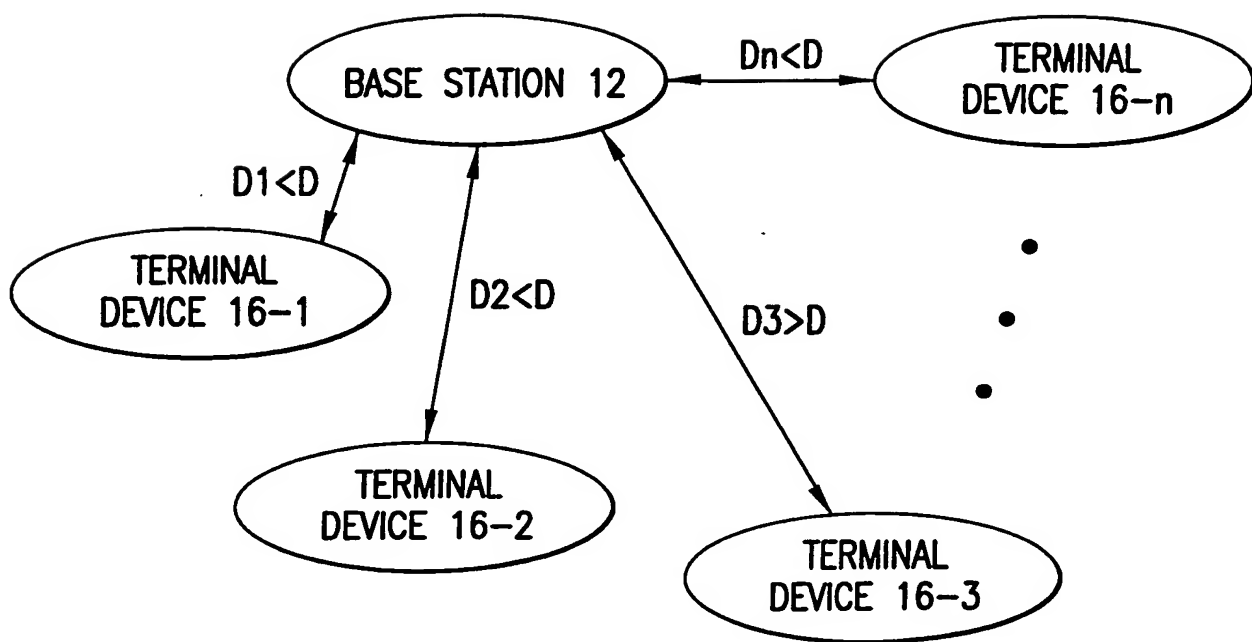 BASE STATION 12
Dn<D
TERMINAL
DEVICE 16-n
D1<D
TERMINAL
DEVICE 16-1
D2<D
D3>D
TERMINAL
DEVICE 16-2
TERMINAL
DEVICE 16-3